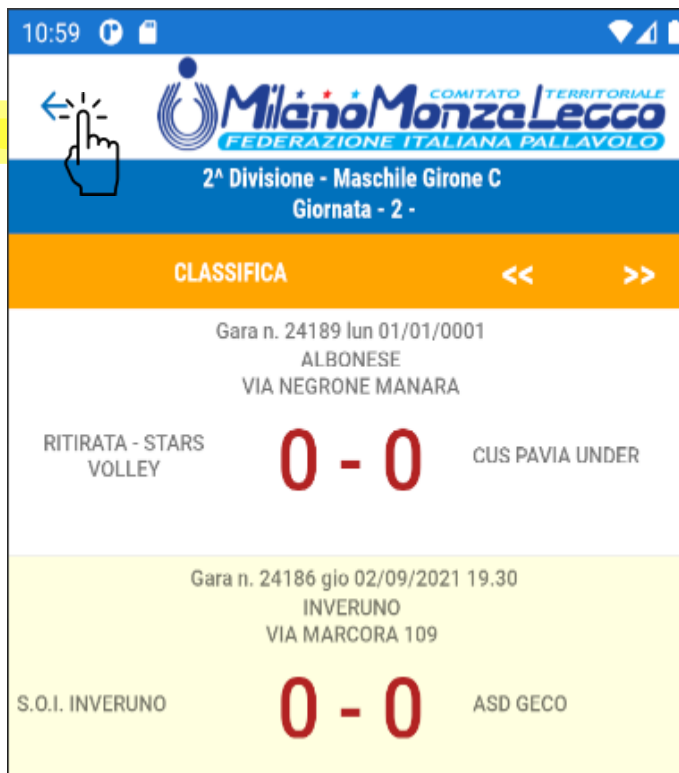 10:59
COMITATO TERRITORIALE
MilanoMonzaLecco
FEDERAZIONE ITALIANA PALLAVOLO
2^ Divisione - Maschile Girone C
Giornata - 2 -
CLASSIFICA << >>
Gara n. 24189 lun 01/01/0001
ALBONESE
VIA NEGRONE MANARA
RITIRATA - STARS
VOLLEY
0 - 0
CUS PAVIA UNDER
Gara n. 24186 gio 02/09/2021 19.30
INVERUNO
VIA MARCORA 109
S.O.I. INVERUNO
0 - 0
ASD GECO